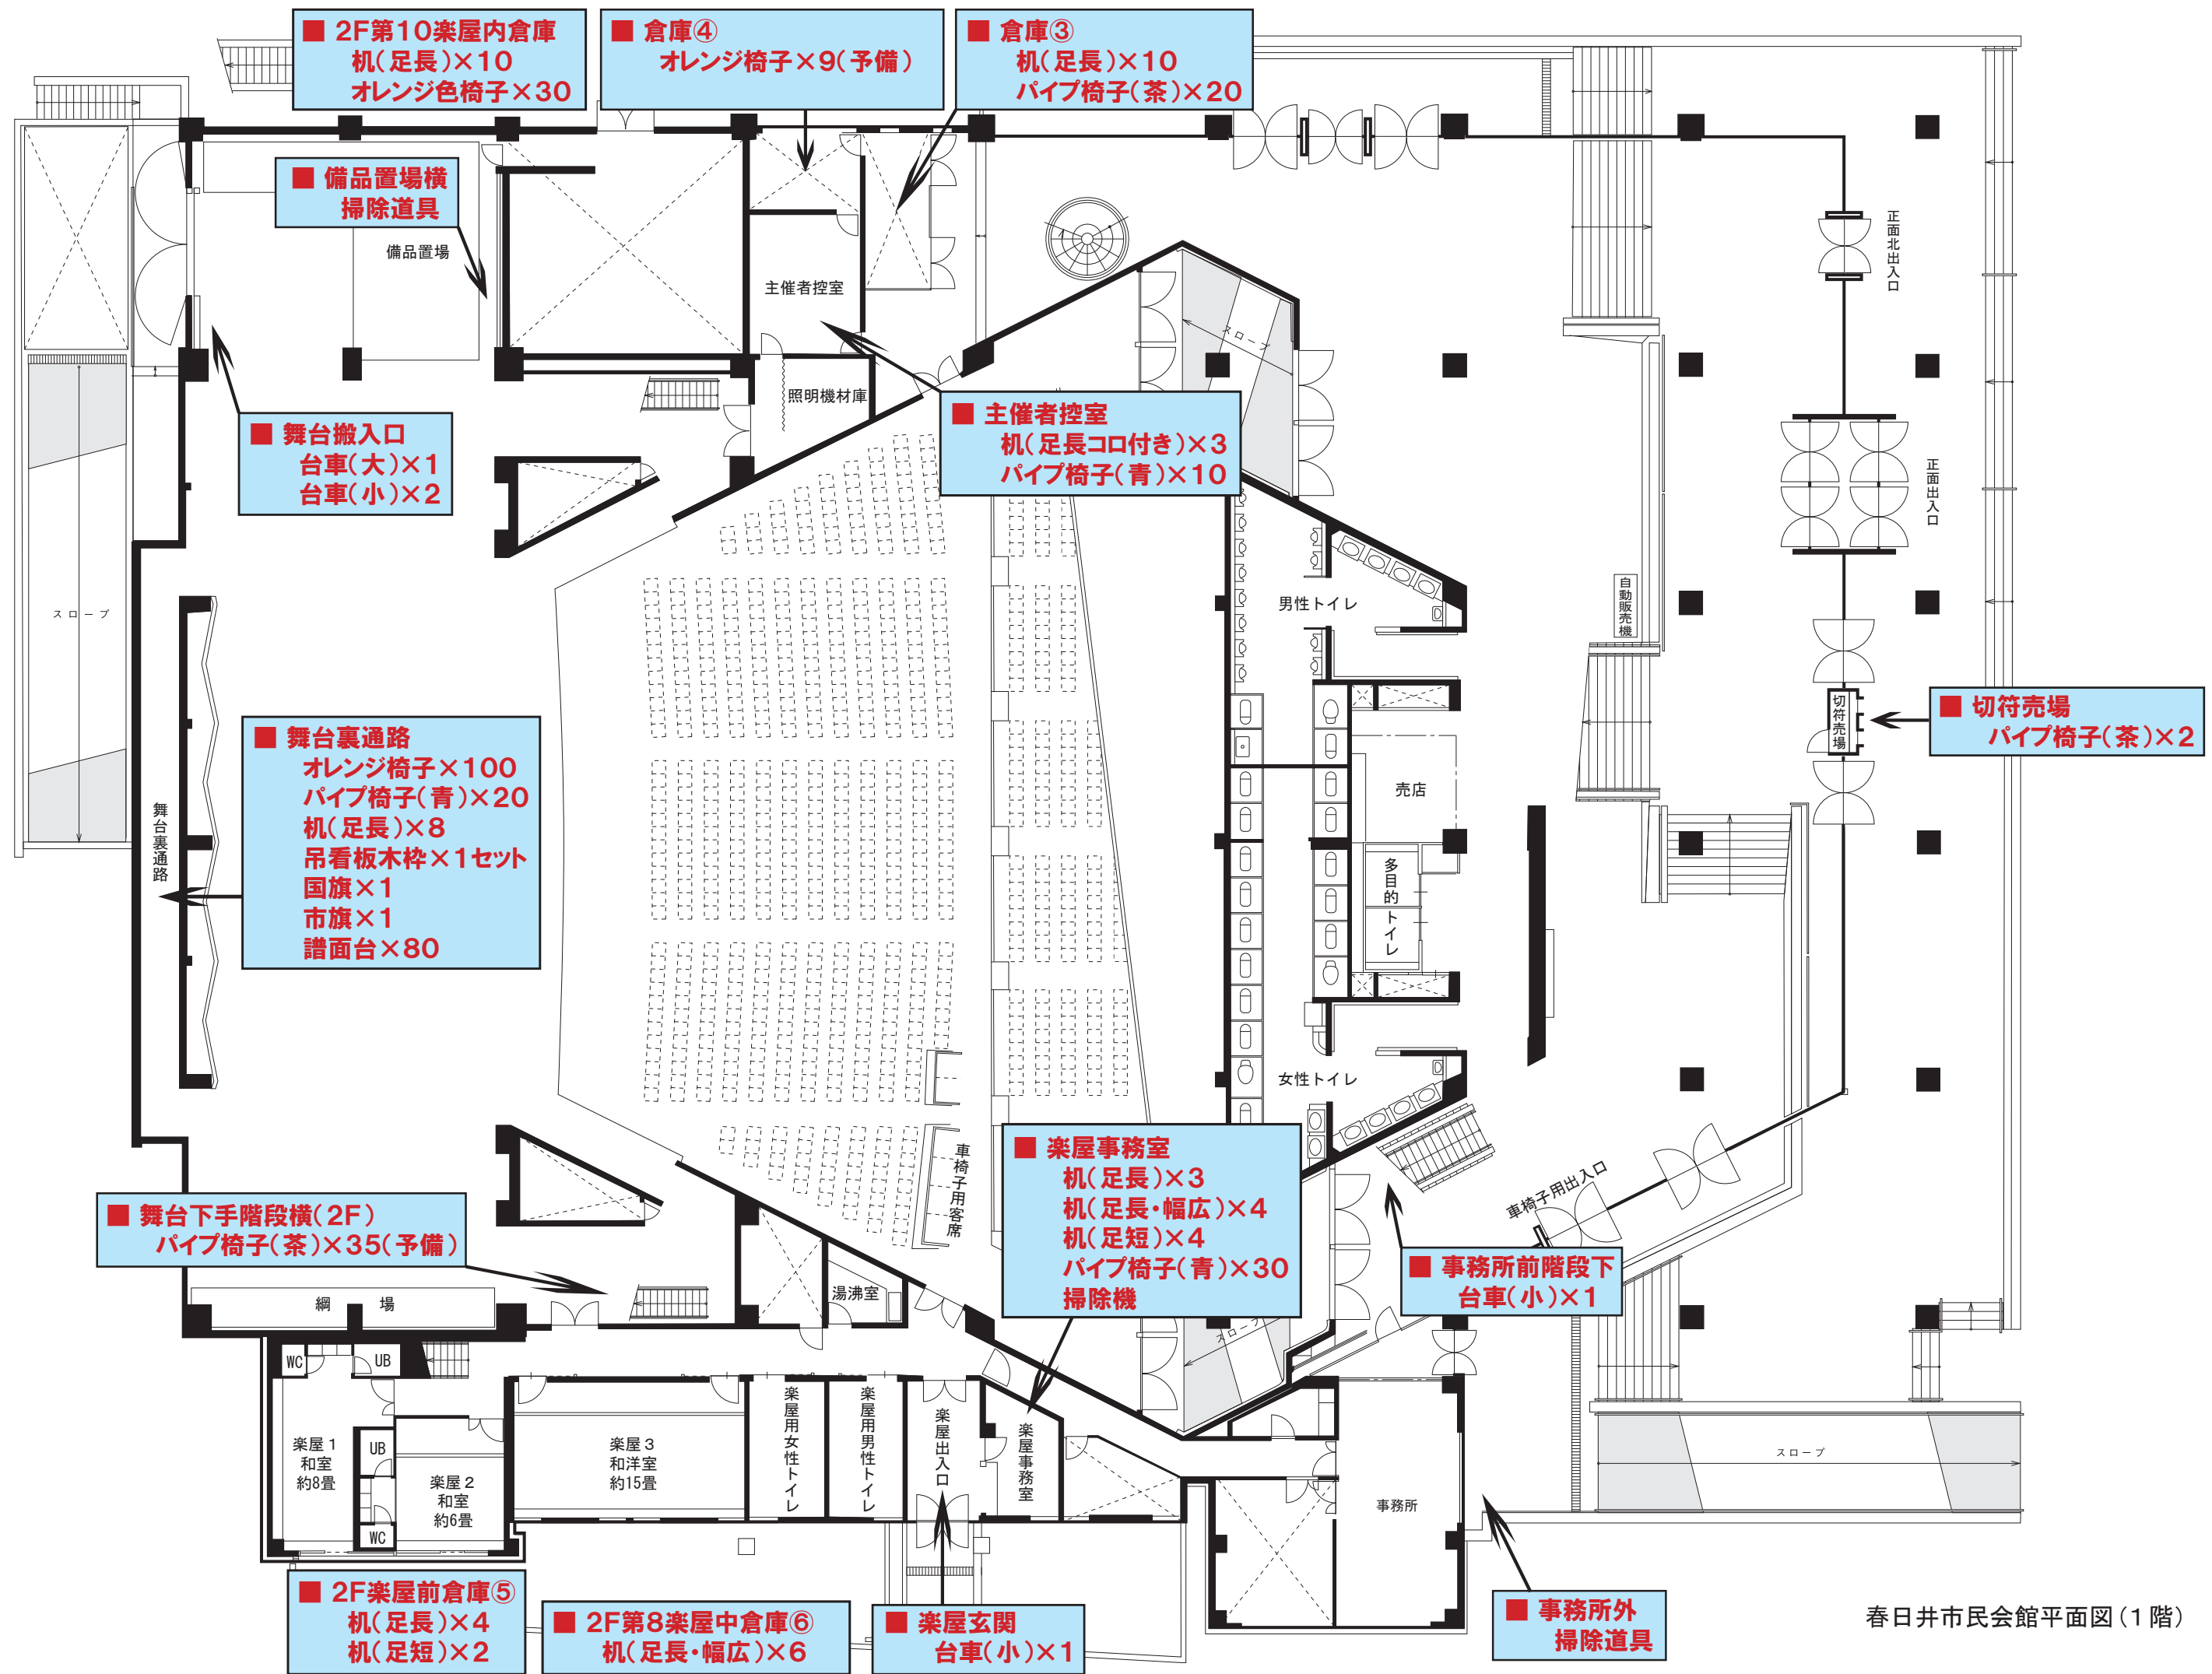 ■ 2F第10楽屋内倉庫
机(足長)×10
オレンジ色椅子×30
■ 倉庫④
オレンジ椅子×9(予備)
■ 倉庫③
机(足長)×10
パイプ椅子(茶)×20
■ 備品置場横
掃除道具
備品置場
主催者控室
照明機材庫
スロープ
正面北出入口
正面出入口
■ 舞台搬入口
台車(大)×1
台車(小)×2
■ 主催者控室
机(足長コロ付き)×3
パイプ椅子(青)×10
スロープ
男性トイレ
自動販売機
切符売場
■ 切符売場
パイプ椅子(茶)×2
■ 舞台裏通路
オレンジ椅子×100
パイプ椅子(青)×20
机(足長)×8
吊看板木枠×1セット
国旗×1
市旗×1
譜面台×80
舞台裏通路
売店
多目的トイレ
女性トイレ
車椅子用客席
車椅子用出入口
■ 楽屋事務室
机(足長)×3
机(足長・幅広)×4
机(足短)×4
パイプ椅子(青)×30
掃除機
■ 舞台下手階段横(2F)
パイプ椅子(茶)×35(予備)
■ 事務所前階段下
台車(小)×1
綱 場
湯沸室
スロープ
WC
UB
楽屋1
和室
約8畳
UB
WC
楽屋2
和室
約6畳
楽屋3
和洋室
約15畳
楽屋用女性トイレ
楽屋用男性トイレ
楽屋出入口
楽屋事務室
事務所
スロープ
■ 2F楽屋前倉庫⑤
机(足長)×4
机(足短)×2
■ 2F第8楽屋中倉庫⑥
机(足長・幅広)×6
■ 楽屋玄関
台車(小)×1
■ 事務所外
掃除道具
春日井市民会館平面図(1階)